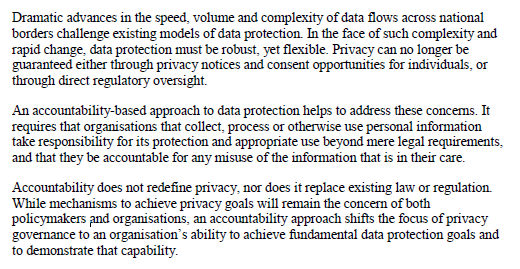 Dramatic advances in the speed, volume and complexity of data flows across national
borders challenge existing models of data protection. In the face of such complexity and
rapid change, data protection must be robust, yet flexible. Privacy can no longer be
guaranteed either through privacy notices and consent opportunities for individuals, or
through direct regulatory oversight.
An accountability-based approach to data protection helps to address these concerns. It
requires that organisations that collect, process or otherwise use personal information
take responsibility for its protection and appropriate use beyond mere legal requirements,
and that they be accountable for any misuse of the information that is in their care.
Accountability does not redefine privacy, nor does it replace existing law or regulation.
While mechanisms to achieve privacy goals will remain the concern of both
policymakers and organisations, an accountability approach shifts the focus of privacy
governance to an organisation's ability to achieve fundamental data protection goals and
to demonstrate that capability.